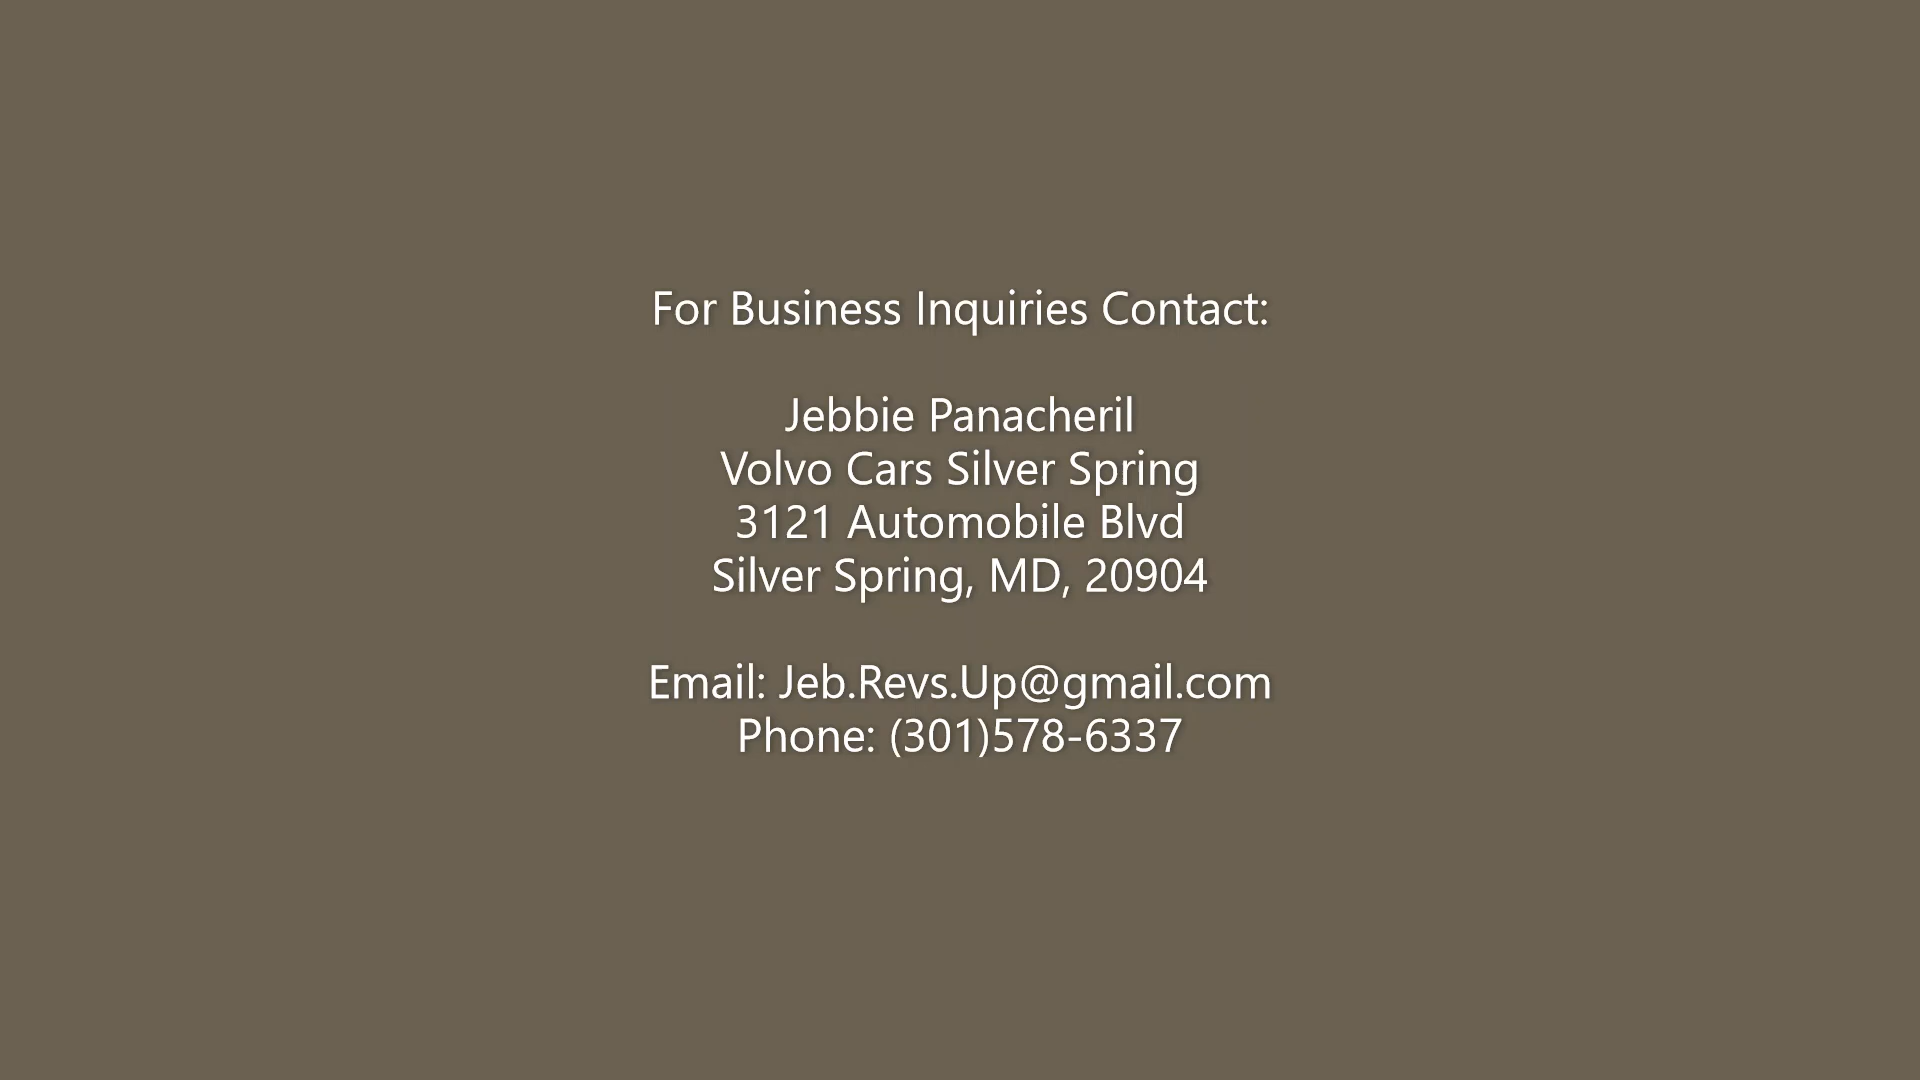 For Business Inquiries Contact:
Jebbie Panacheril
Volvo Cars Silver Spring
3121 Automobile Blvd
Silver Spring, MD, 20904
Email: Jeb.Revs.Up@gmail.com
Phone: (301)578-6337